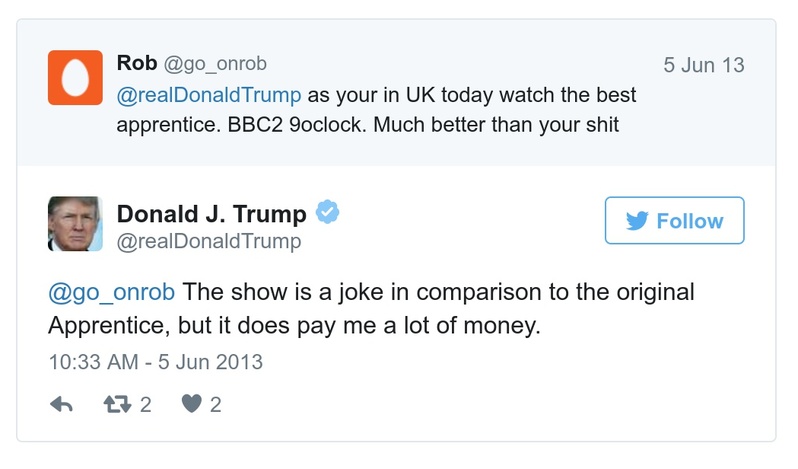 Rob @go_onrob 5 Jun 13
@realDonaldTrump as your in UK today watch the best
apprentice. BBC2 9oclock. Much better than your shit
Donald J. Trump
@realDonaldTrump
Follow
@go_onrob The show is a joke in comparison to the original
Apprentice, but it does pay me a lot of money.
10:33 AM - 5 Jun 2013
2 2